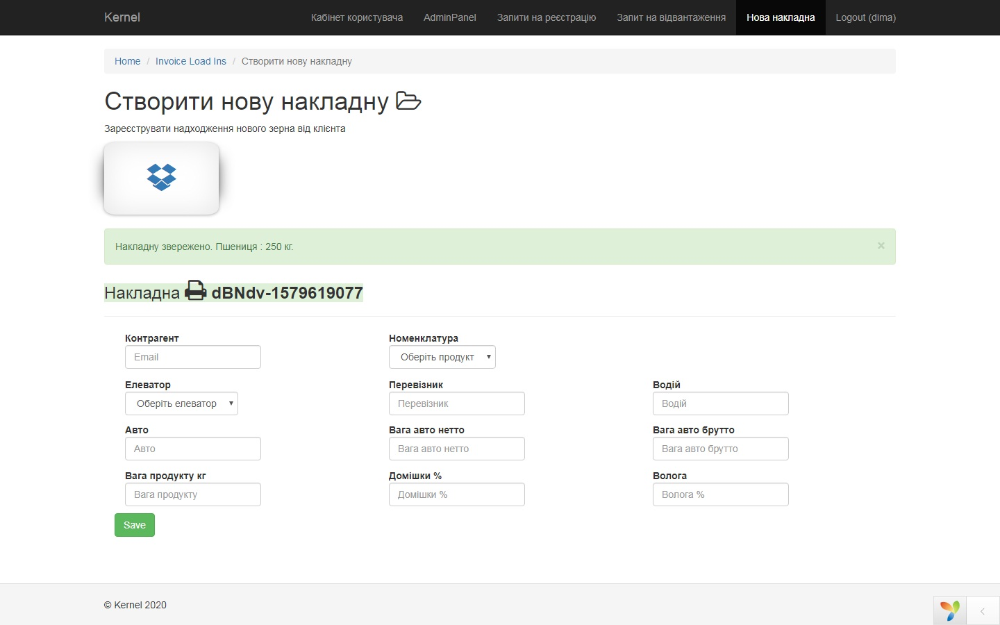 Kernel
Кабінет користувача AdminPanel Запити на реєстрацію Запит на відвантаження Нова накладна Logout (dima)
Home / Invoice Load Ins / Створити нову накладну
Створити нову накладну
Зареєструвати надходження нового зерна від клієнта
Накладну звережено. Пшениця : 250 кг. ×
Накладна dBNdv-1579619077
Контрагент Номенклатура
Email Оберіть продукт
Елеватор Перевізник Водій
Оберіть елеватор Перевізник Водій
Авто Вага авто нетто Вага авто брутто
Авто Вага авто нетто Вага авто брутто
Вага продукту кг Домішки % Волога
Вага продукту Домішки % Волога %
Save
© Kernel 2020